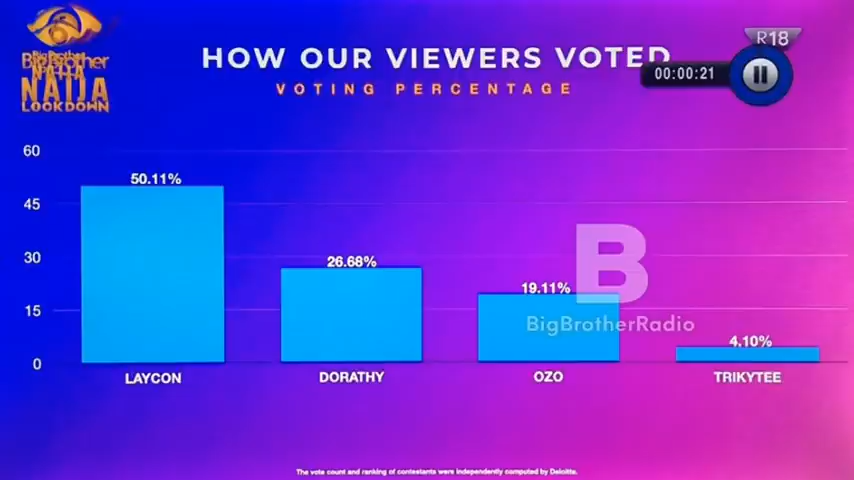 BigBrother
NAIJA
NAIJA
LOOKDOWN
HOW OUR VIEWERS VOTED
VOTING PERCENTAGE
R18
00:00:21
60
45
30
15
0
50.11%
26.68%
19.11%
4.10%
B
BigBrotherRadio
LAYCON
DORATHY
OZO
TRIKYTEE
The vote count and ranking of contestants were independently computed by Deloitte.